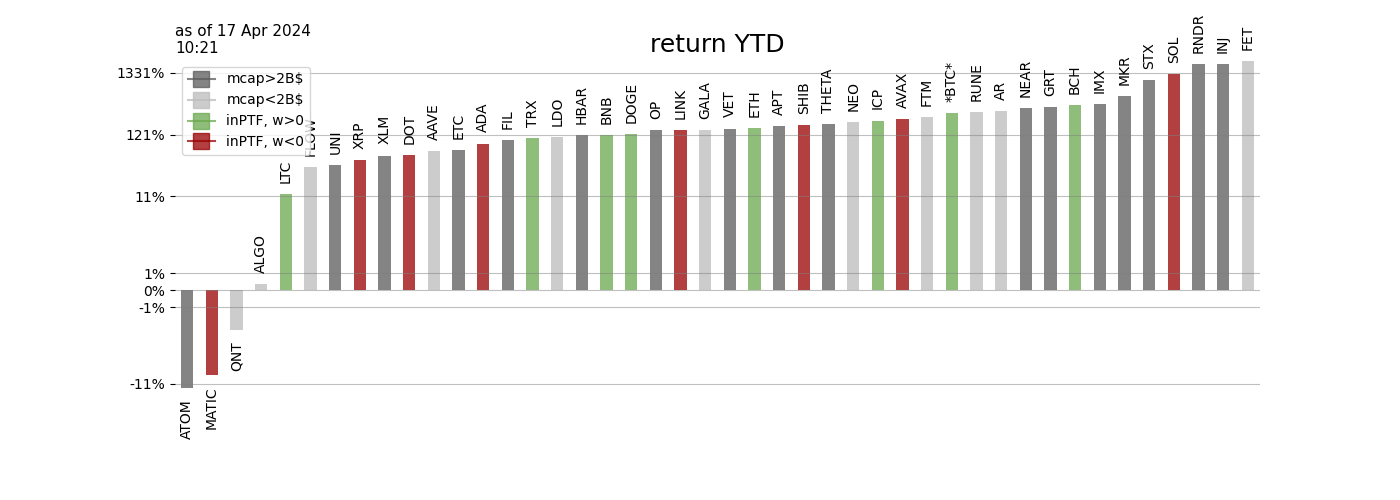 as of 17 Apr 2024
10:21
return YTD
mcap>2B$
mcap<2B$
inPTF, w>0
inPTF, w<0
1331%
121%
11%
1%
0%
-1%
-11%
ATOM
MATIC
QNT
ALGO
LTC
FLOW
UNI
XRP
XLM
DOT
AAVE
ETC
ADA
FIL
TRX
LDO
HBAR
BNB
DOGE
OP
LINK
GALA
VET
ETH
APT
SHIB
THETA
NEO
ICP
AVAX
FTM
*BTC*
RUNE
AR
NEAR
GRT
BCH
IMX
MKR
STX
SOL
RNDR
INJ
FET